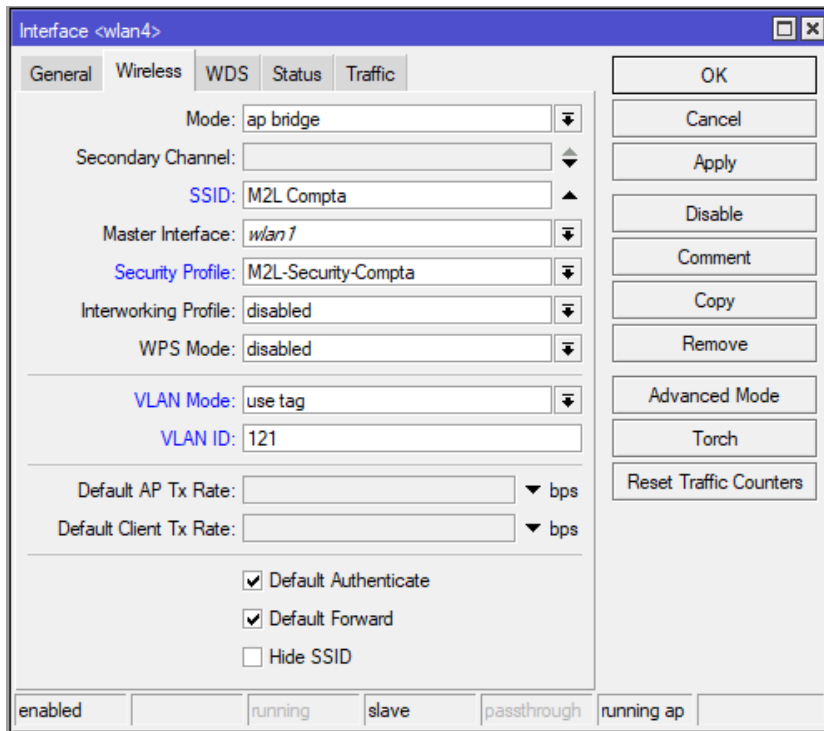 Interface <wlan4>
General Wireless WDS Status Traffic
Mode: ap bridge
Secondary Channel:
SSID: M2L Compta
Master Interface: wlan1
Security Profile: M2L-Security-Compta
Interworking Profile: disabled
WPS Mode: disabled
VLAN Mode: use tag
VLAN ID: 121
Default AP Tx Rate: bps
Default Client Tx Rate: bps
Default Authenticate
Default Forward
Hide SSID
OK
Cancel
Apply
Disable
Comment
Copy
Remove
Advanced Mode
Torch
Reset Traffic Counters
enabled running slave passthrough running ap